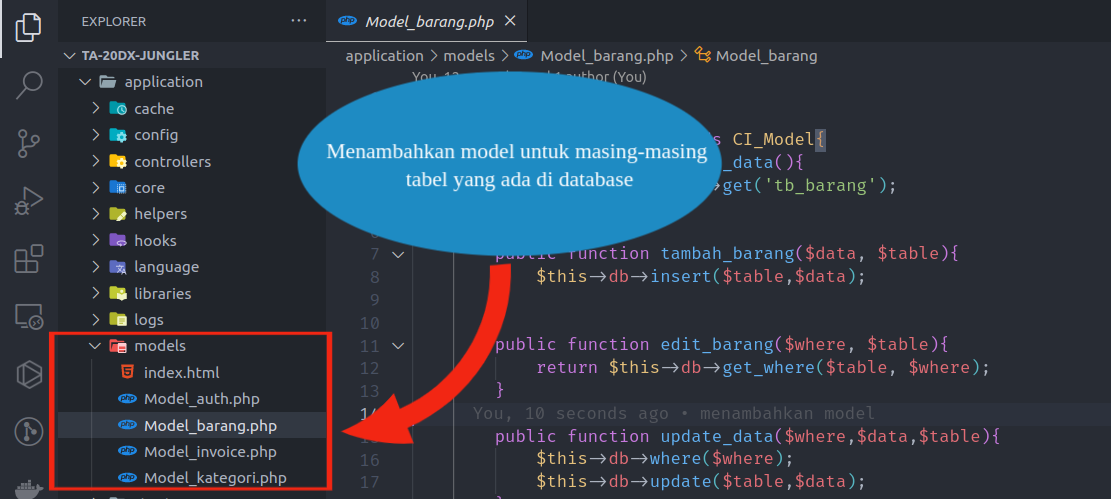 EXPLORER
TA-20DX-JUNGLER
application
cache
config
controllers
core
helpers
hooks
language
libraries
logs
models
index.html
Model_auth.php
Model_barang.php
Model_invoice.php
Model_kategori.php
php Model_barang.php ×
application > models > php Model_barang.php > Model_barang
You, author (You)
Menambahkan model untuk masing-masing
tabel yang ada di database
CI_Model{
_data(){
get('tb_barang');
7 public function tambah_barang($data, $table){
8 $this->db->insert($table,$data);
9
10
11 public function edit_barang($where, $table){
12 return $this->db->get_where($table, $where);
13 }
14 You, 10 seconds ago • menambahkan model
15 public function update_data($where,$data,$table){
16 $this->db->where($where);
17 $this->db->update($table,$data);